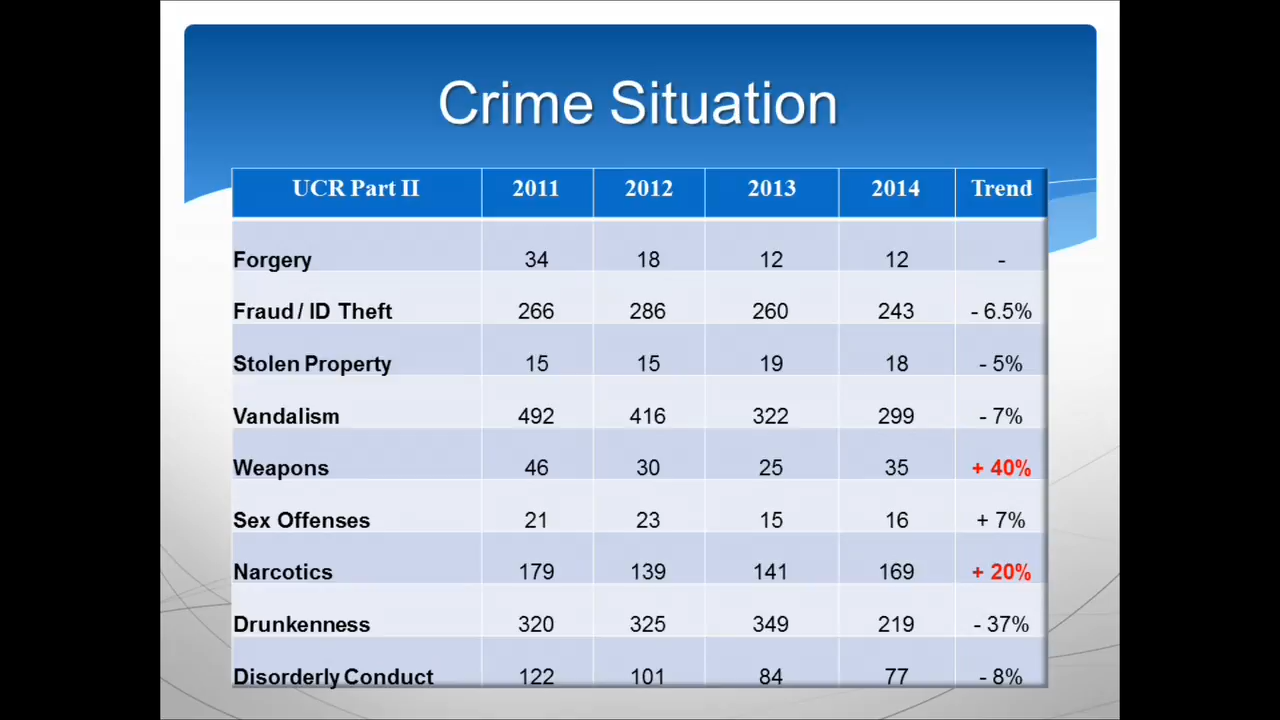 Crime Situation
UCR Part II 2011 2012 2013 2014 Trend
Forgery 34 18 12 12 -
Fraud / ID Theft 266 286 260 243 - 6.5%
Stolen Property 15 15 19 18 - 5%
Vandalism 492 416 322 299 - 7%
Weapons 46 30 25 35 + 40%
Sex Offenses 21 23 15 16 + 7%
Narcotics 179 139 141 169 + 20%
Drunkenness 320 325 349 219 - 37%
Disorderly Conduct 122 101 84 77 - 8%